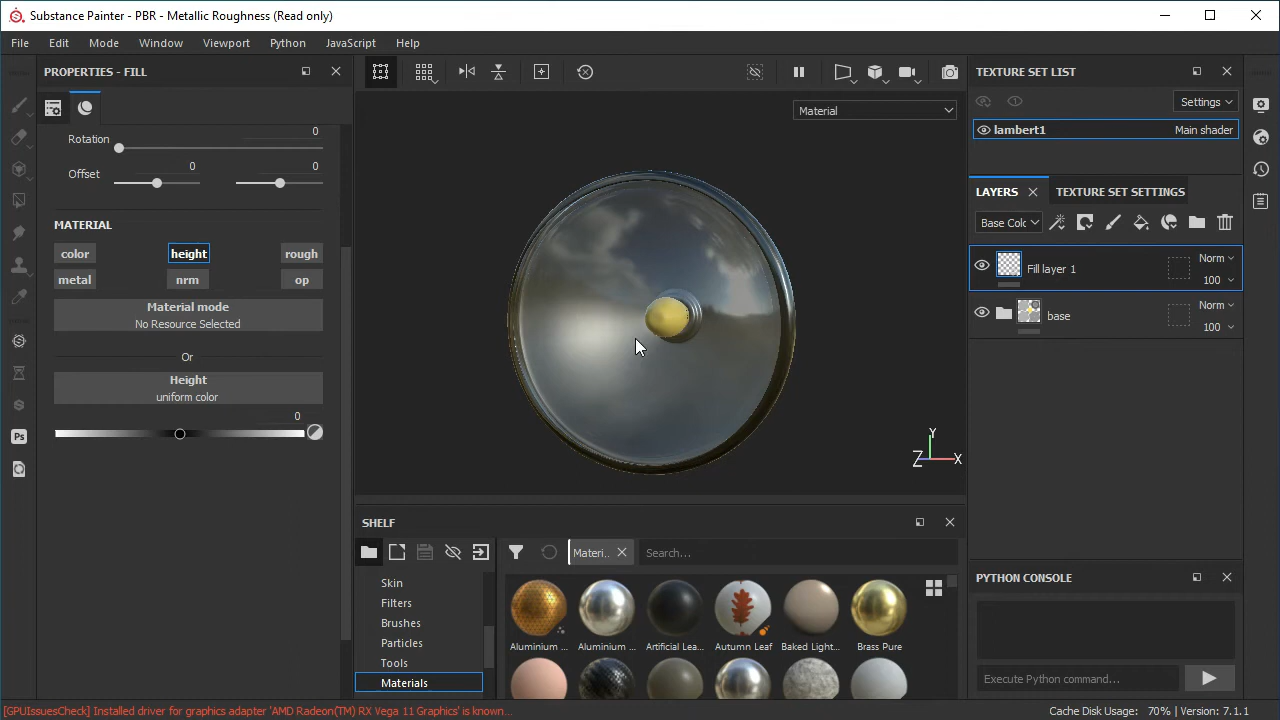 Substance Painter - PBR - Metallic Roughness (Read only)
File Edit Mode Window Viewport Python JavaScript Help
PROPERTIES - FILL
Rotation 0
Offset 0 0
MATERIAL
color height rough
metal nrm op
Material mode
No Resource Selected
Or
Height
uniform color
0
Ps
Material
Y
Z X
TEXTURE SET LIST
Settings
lambert1 Main shader
LAYERS TEXTURE SET SETTINGS
Base Colc
Fill layer 1 Norm 100
base Norm 100
SHELF
Materi.. Search...
Skin
Filters
Brushes
Particles
Tools
Materials
Aluminium ... Aluminium ... Artificial Lea... Autumn Leaf Baked Light... Brass Pure
PYTHON CONSOLE
Execute Python command...
[GPUIssuesCheck] Installed driver for graphics adapter 'AMD Radeon(TM) RX Vega 11 Graphics' is known...
Cache Disk Usage: 70% | Version: 7.1.1